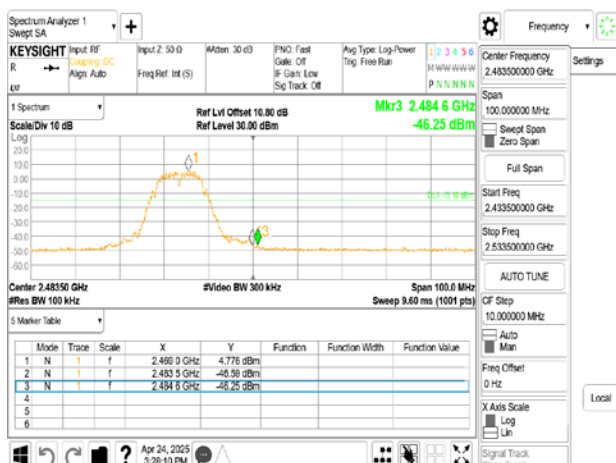 Spectrum Analyzer 1
Swept SA
Frequency
Settings
KEYSIGHT
Input: RF
Coupling: DC
Align: Auto
Input Z: 50 Ω
Freq Ref: Int (S)
#Atten: 30 dB
PNO: Fast
Gate: Off
IF Gain: Low
Sig Track: Off
Avg Type: Log-Power
Trig: Free Run
1 2 3 4 5 6
M W W W W W
P N N N N N
R
LXI
1 Spectrum
Scale/Div 10 dB
Log
Ref Lvl Offset 10.80 dB
Ref Level 30.00 dBm
Mkr3 2.484 6 GHz
-46.25 dBm
20.0
10.0
0.00
-10.0
-20.0
-30.0
-40.0
-50.0
-60.0
1
3
Center 2.48350 GHz
#Res BW 100 kHz
#Video BW 300 kHz
Span 100.0 MHz
Sweep 9.60 ms (1001 pts)
5 Marker Table
Mode Trace Scale X Y Function Function Width Function Value
1 N 1 f 2.469 0 GHz 4.776 dBm
2 N 1 f 2.483 5 GHz -46.59 dBm
3 N 1 f 2.484 6 GHz -46.25 dBm
4
5
6
Apr 24, 2025
3:28:10 PM
Center Frequency
2.483500000 GHz
Span
100.000000 MHz
Swept Span
Zero Span
Full Span
Start Freq
2.433500000 GHz
Stop Freq
2.533500000 GHz
AUTO TUNE
CF Step
10.000000 MHz
Auto
Man
Freq Offset
0 Hz
X Axis Scale
Log
Lin
Signal Track
Local